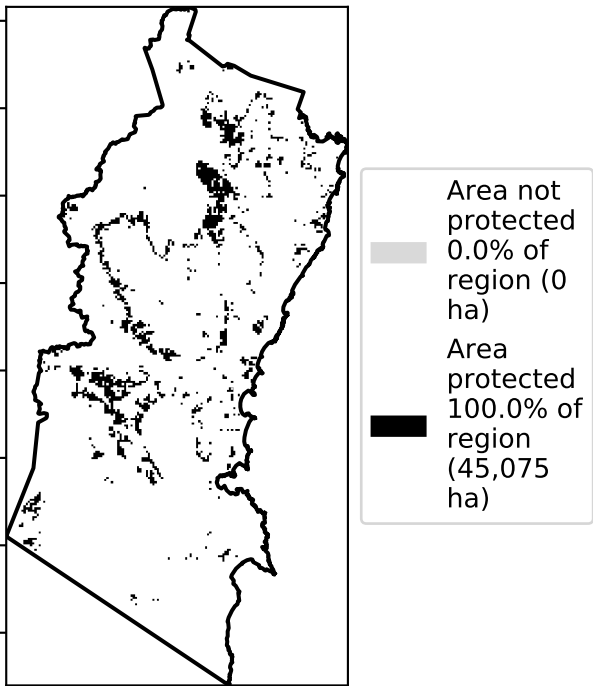 Area not
protected
0.0% of
region (0
ha)
Area
protected
100.0% of
region
(45,075
ha)